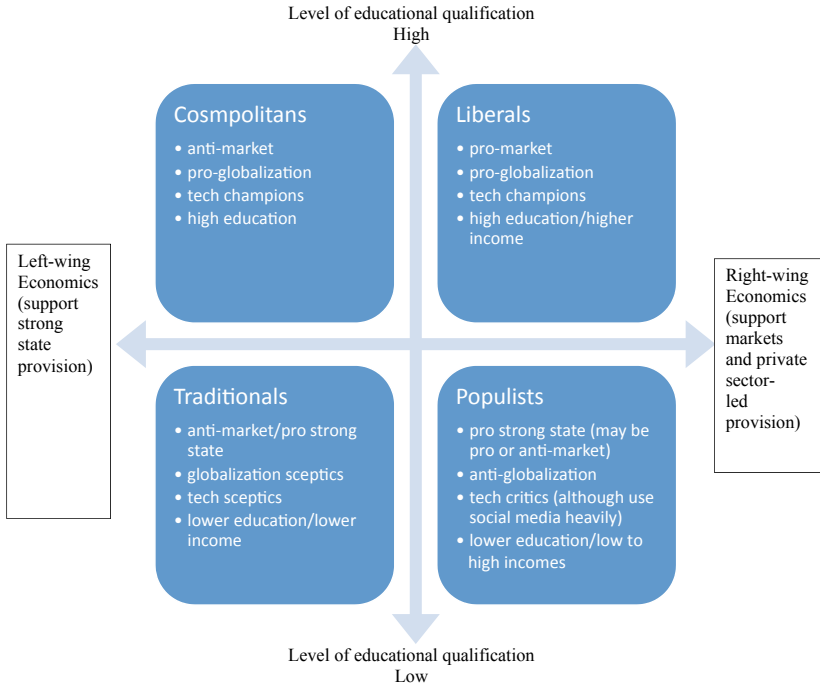 Level of educational qualification
High
Cosmpolitans
• anti-market
• pro-globalization
• tech champions
• high education
Liberals
• pro-market
• pro-globalization
• tech champions
• high education/higher
income
Left-wing
Economics
(support
strong
state
provision)
Right-wing
Economics
(support
markets
and private
sector-
led
provision)
Traditionals
• anti-market/pro strong
state
• globalization sceptics
• tech sceptics
• lower education/lower
income
Populists
• pro strong state (may be
pro or anti-market)
• anti-globalization
• tech critics (although use
social media heavily)
• lower education/low to
high incomes
Level of educational qualification
Low